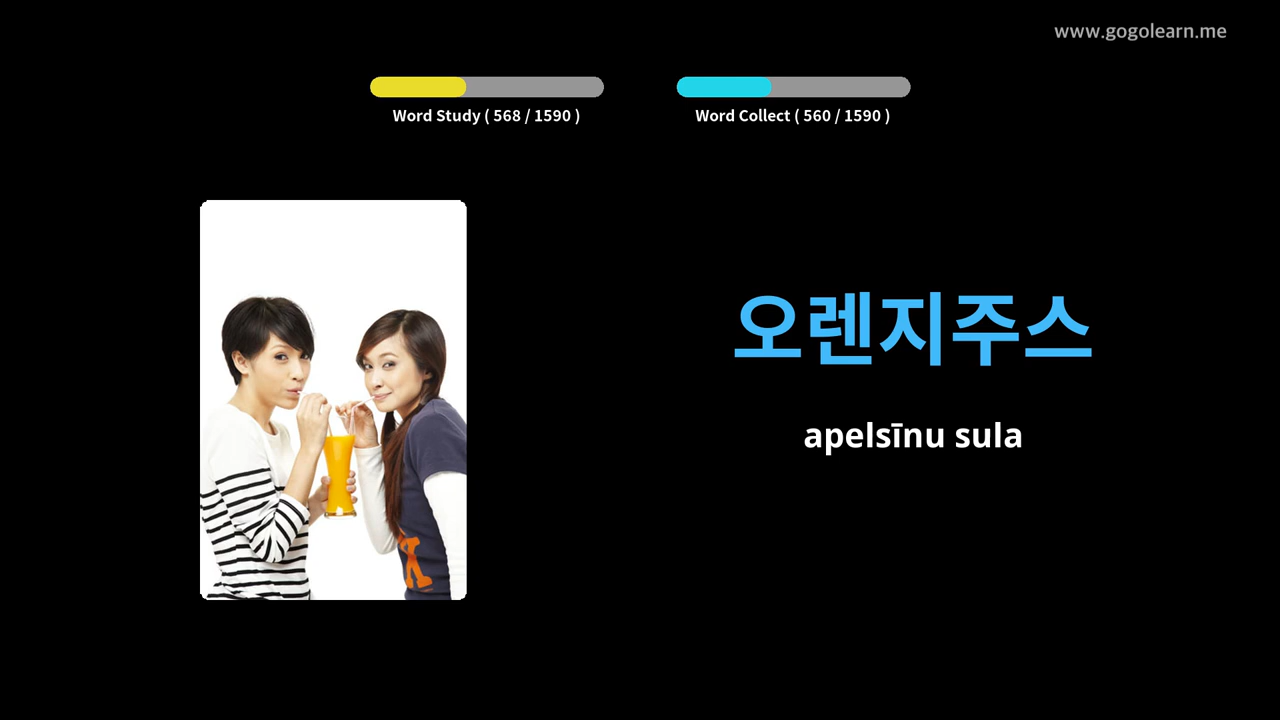 www.gogolearn.me
Word Study ( 568 / 1590 )
Word Collect ( 560 / 1590 )
오렌지주스
apelsīnu sula